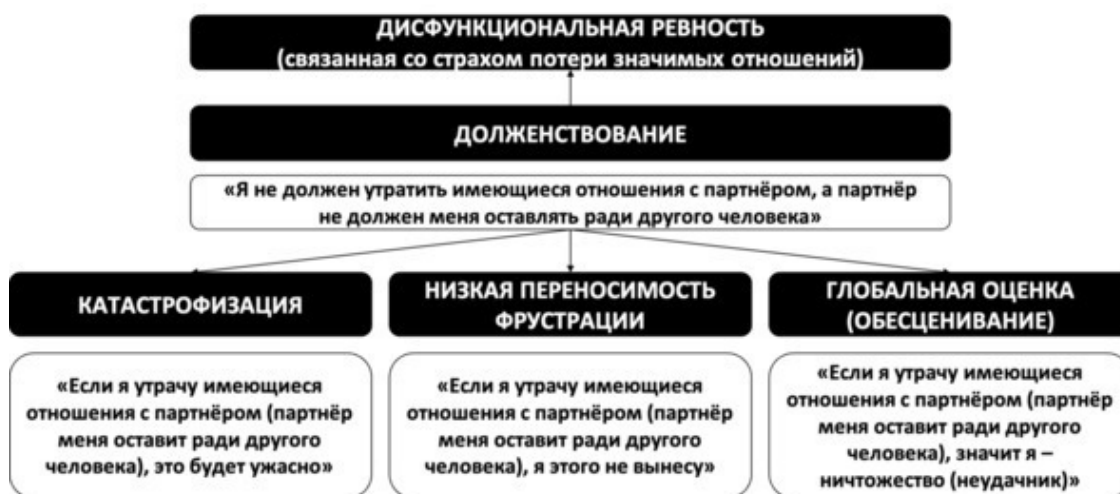 ДИСФУНКЦИОНАЛЬНАЯ РЕВНОСТЬ
(связанная со страхом потери значимых отношений)
ДОЛЖЕНСТВОВАНИЕ
«Я не должен утратить имеющиеся отношения с партнёром, а партнёр
не должен меня оставлять ради другого человека»
КАТАСТРОФИЗАЦИЯ
«Если я утрачу имеющиеся
отношения с партнёром (партнёр
меня оставит ради другого
человека), это будет ужасно»
НИЗКАЯ ПЕРЕНОСИМОСТЬ
ФРУСТРАЦИИ
«Если я утрачу имеющиеся
отношения с партнёром (партнёр
меня оставит ради другого
человека), я этого не вынесу»
ГЛОБАЛЬНАЯ ОЦЕНКА
(ОБЕСЦЕНИВАНИЕ)
«Если я утрачу имеющиеся
отношения с партнёром (партнёр
меня оставит ради другого
человека), значит я –
ничтожество (неудачник)»